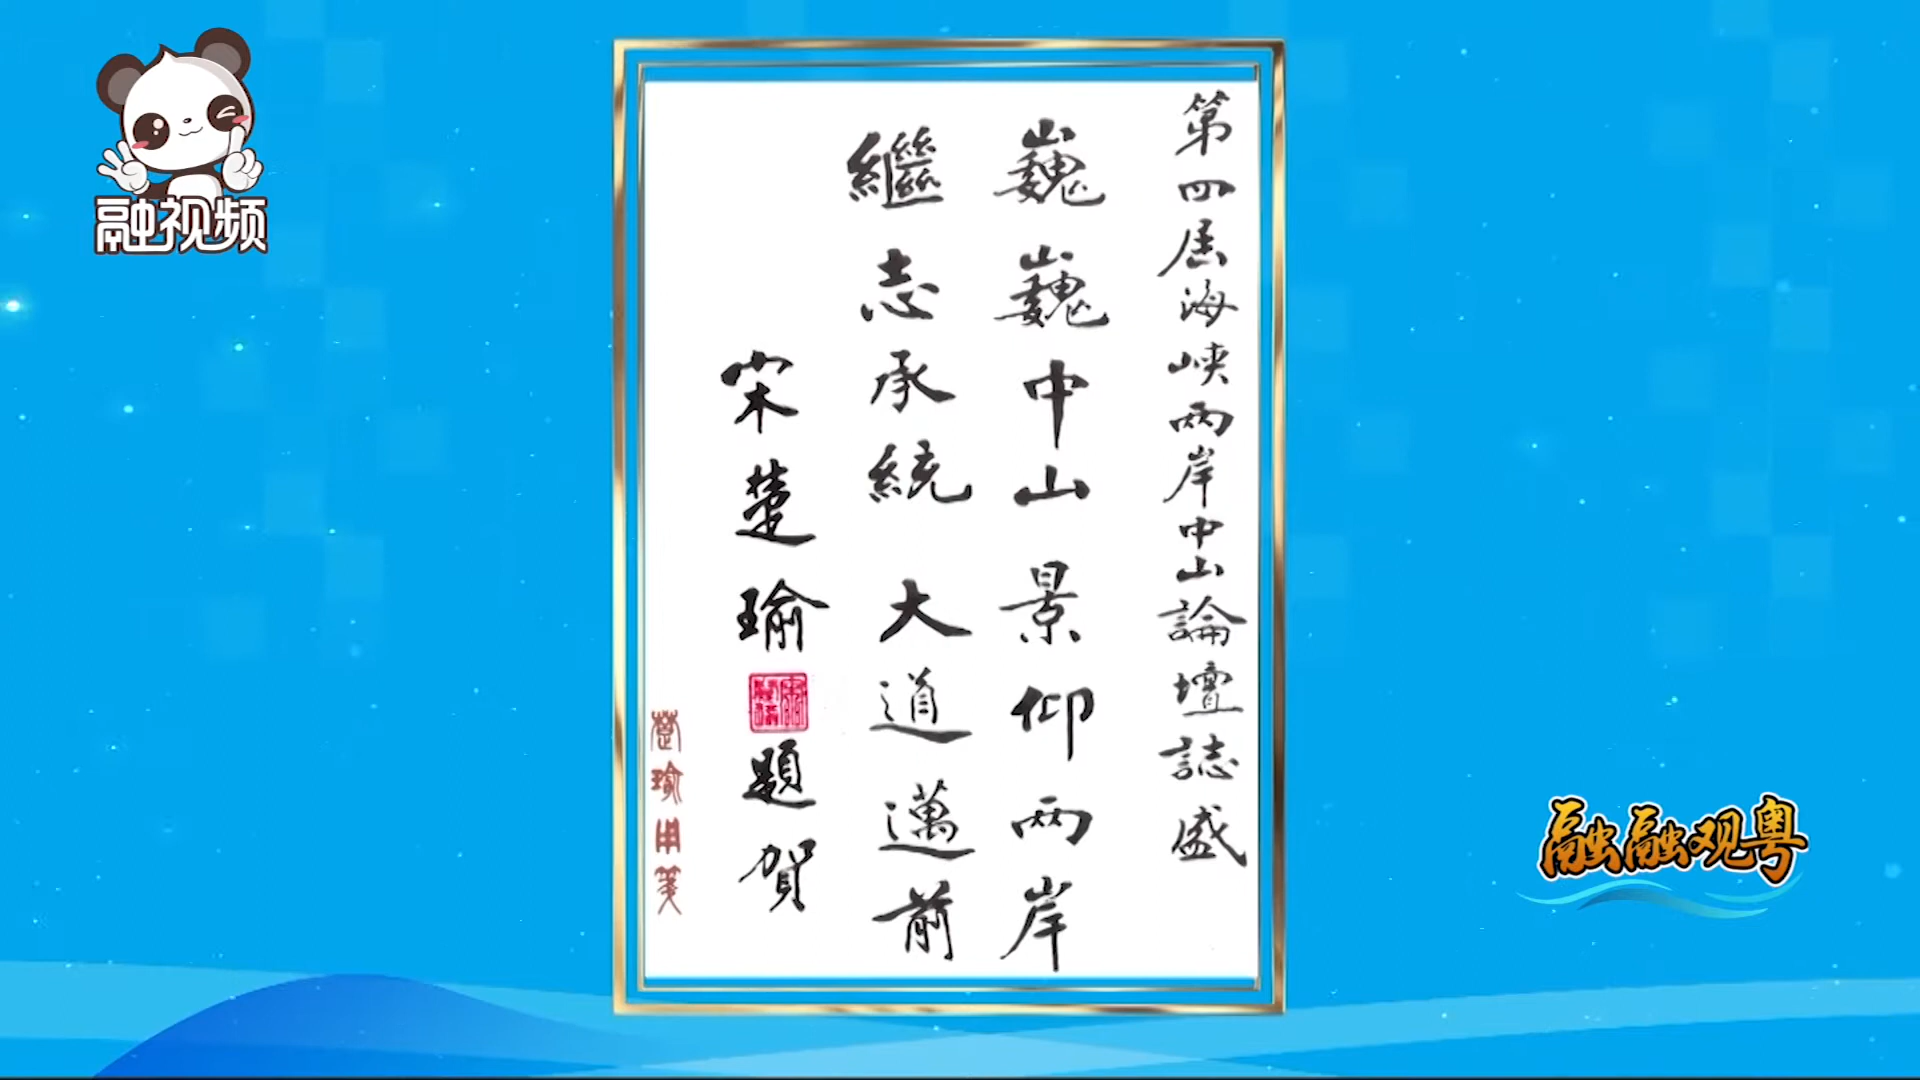 融视频
第四届海峽兩岸中山論壇誌盛
巍巍中山景仰兩岸
繼志承統大道邁前
宋楚瑜題賀
楚瑜用箋
融融观粤